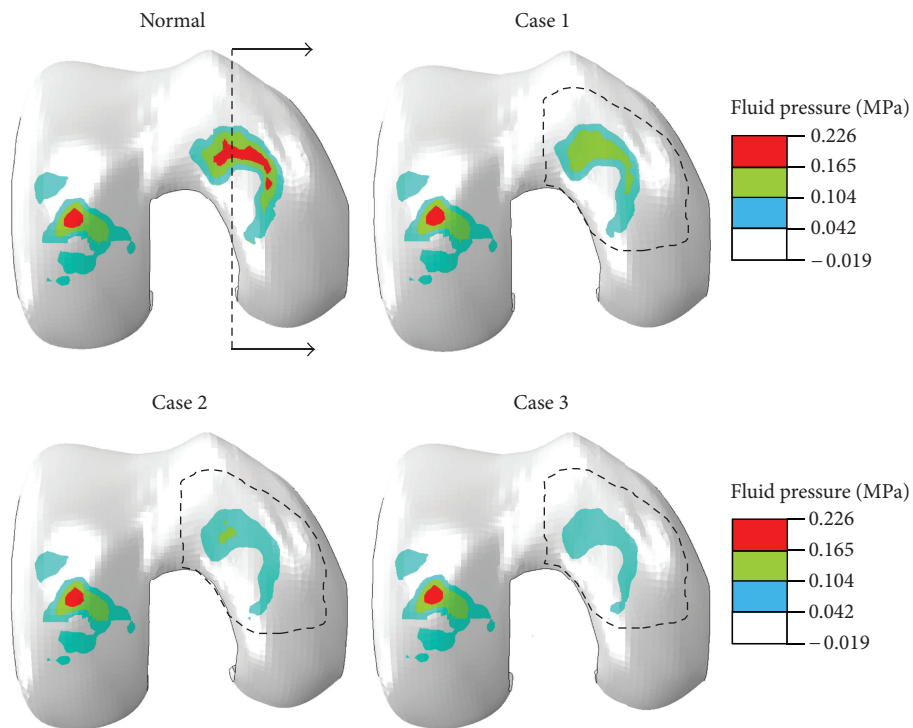 Normal
Case 1
Fluid pressure (MPa)
0.226
0.165
0.104
0.042
−0.019
Case 2
Case 3
Fluid pressure (MPa)
0.226
0.165
0.104
0.042
−0.019